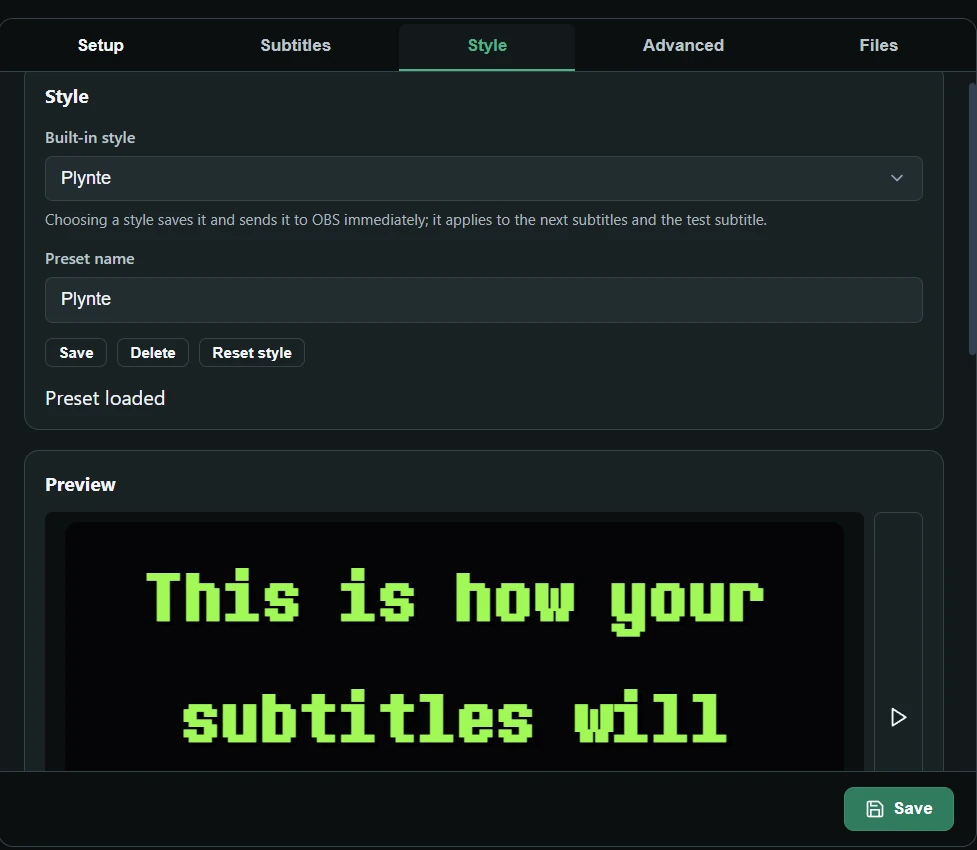 Setup Subtitles Style Advanced Files
Style
Built-in style
Plynte
Choosing a style saves it and sends it to OBS immediately; it applies to the next subtitles and the test subtitle.
Preset name
Plynte
Save Delete Reset style
Preset loaded
Preview
This is how your
subtitles will
Save